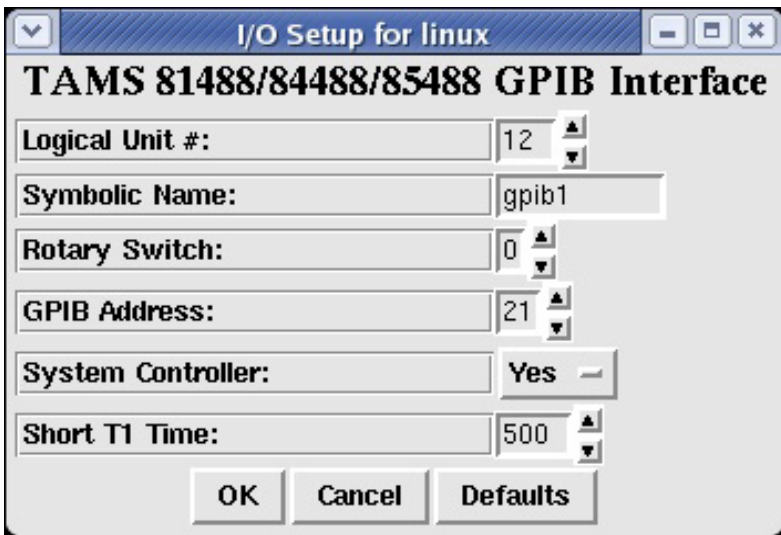 I/O Setup for linux
TAMS 81488/84488/85488 GPIB Interface
Logical Unit #: 12
Symbolic Name: gpib1
Rotary Switch: 0
GPIB Address: 21
System Controller: Yes
Short T1 Time: 500
OK Cancel Defaults